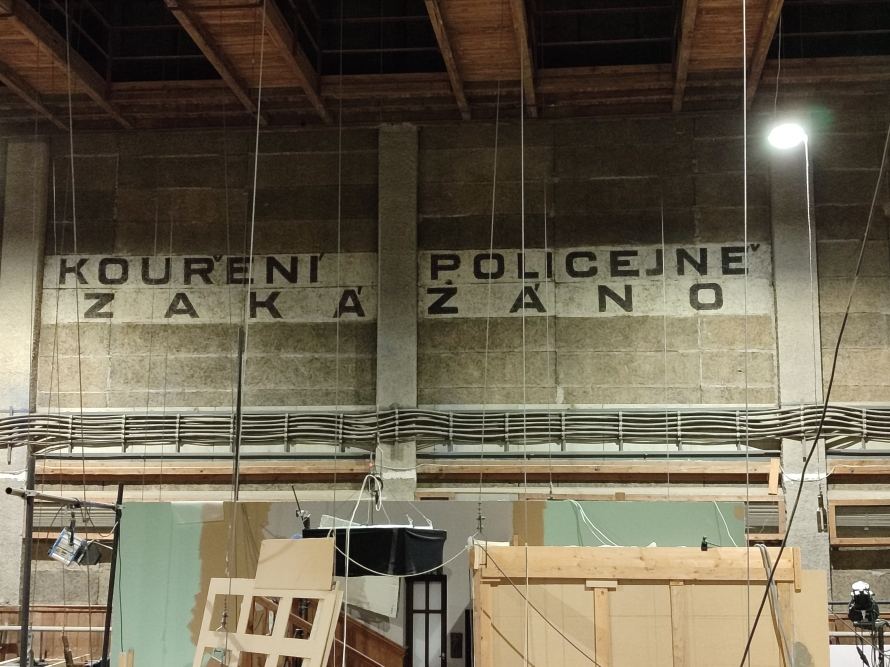 KOUŘENÍ POLICEJNĚ
ZAKÁZÁNO